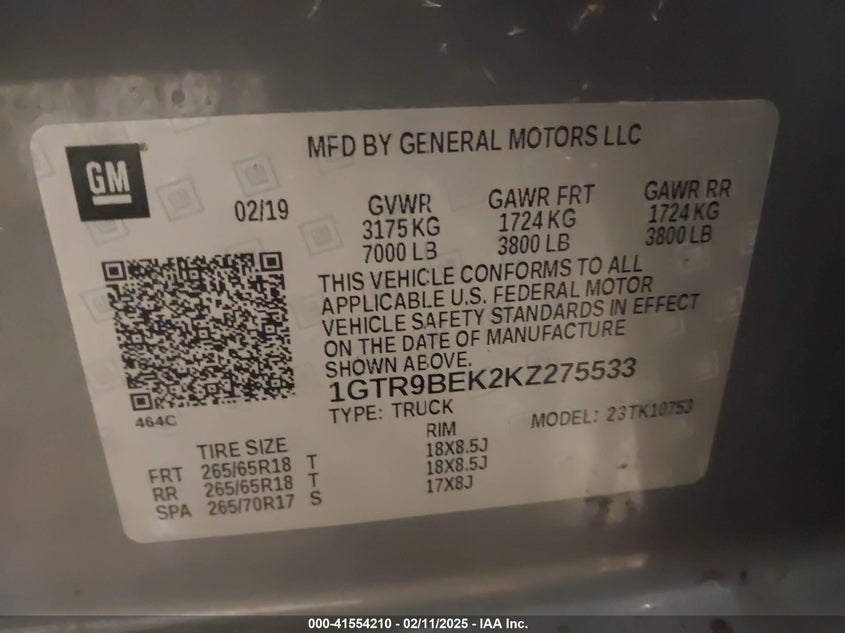 GM
MFD BY GENERAL MOTORS LLC
02/19
GVWR
3175 KG
7000 LB
GAWR FRT
1724 KG
3800 LB
GAWR RR
1724 KG
3800 LB
THIS VEHICLE CONFORMS TO ALL
APPLICABLE U.S. FEDERAL MOTOR
VEHICLE SAFETY STANDARDS IN EFFECT
ON THE DATE OF MANUFACTURE
SHOWN ABOVE.
1GTR9BEK2KZ275533
464C
TYPE: TRUCK
MODEL: 23TK10753
TIRE SIZE RIM
FRT 265/65R18 T 18X8.5J
RR 265/65R18 T 18X8.5J
SPA 265/70R17 S 17X8J
000-41554210 - 02/11/2025 - IAA Inc.